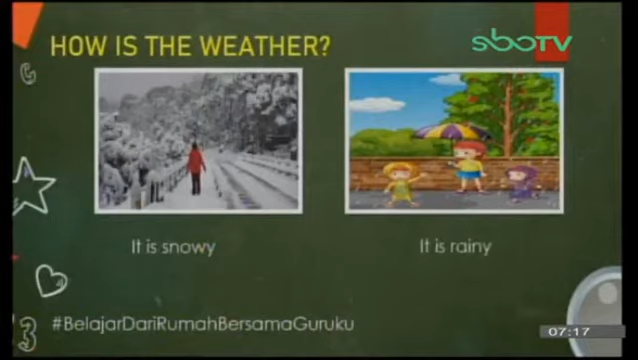 HOW IS THE WEATHER?
sboTV
It is snowy
It is rainy
#BelajarDariRumahBersamaGuruku
07:17